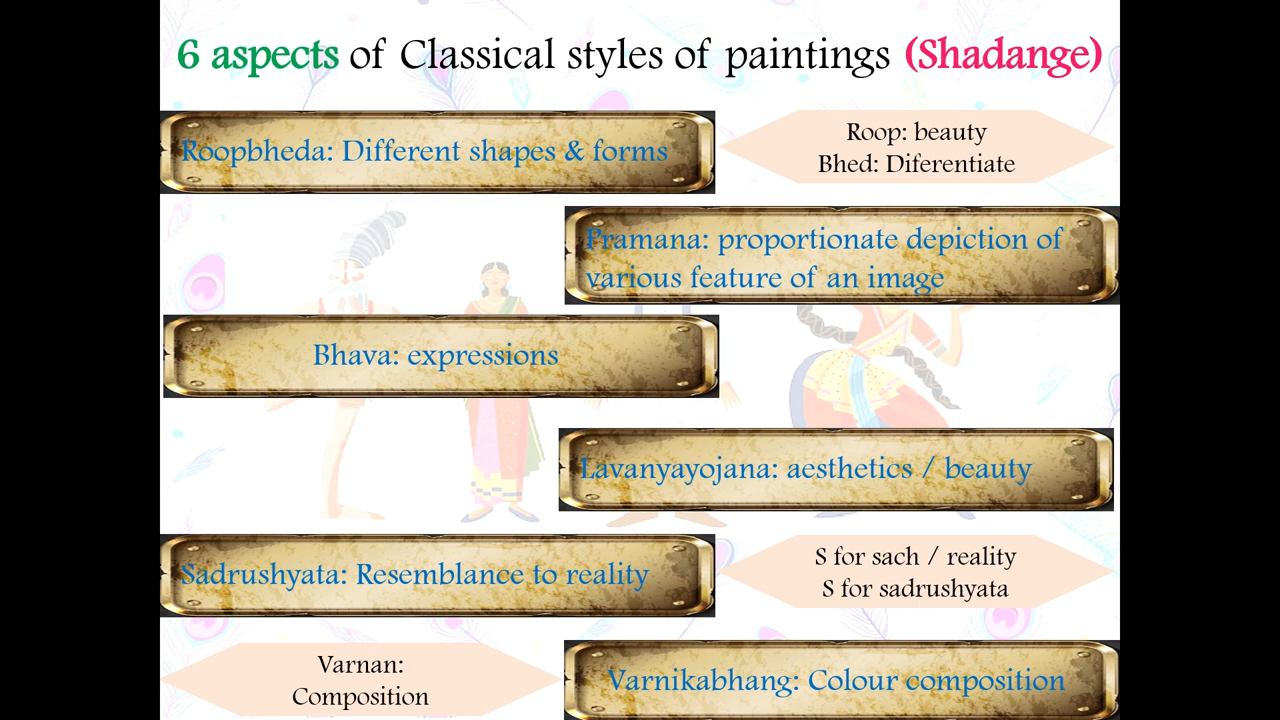 6 aspects of Classical styles of paintings (Shadange)
Roopbheda: Different shapes & forms
Roop: beauty
Bhed: Diferentiate
Pramana: proportionate depiction of
various feature of an image
Bhava: expressions
Lavanyayojana: aesthetics / beauty
Sadrushyata: Resemblance to reality
S for sach / reality
S for sadrushyata
Varnan:
Composition
Varnikabhang: Colour composition